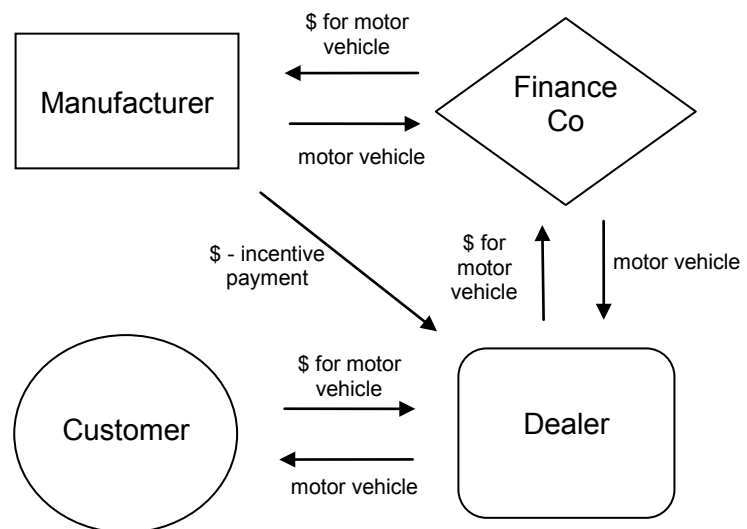 $ for motor
vehicle
Manufacturer
Finance
Co
motor vehicle
$ - incentive
payment
$ for
motor
vehicle
motor vehicle
$ for motor
vehicle
Customer
Dealer
motor vehicle